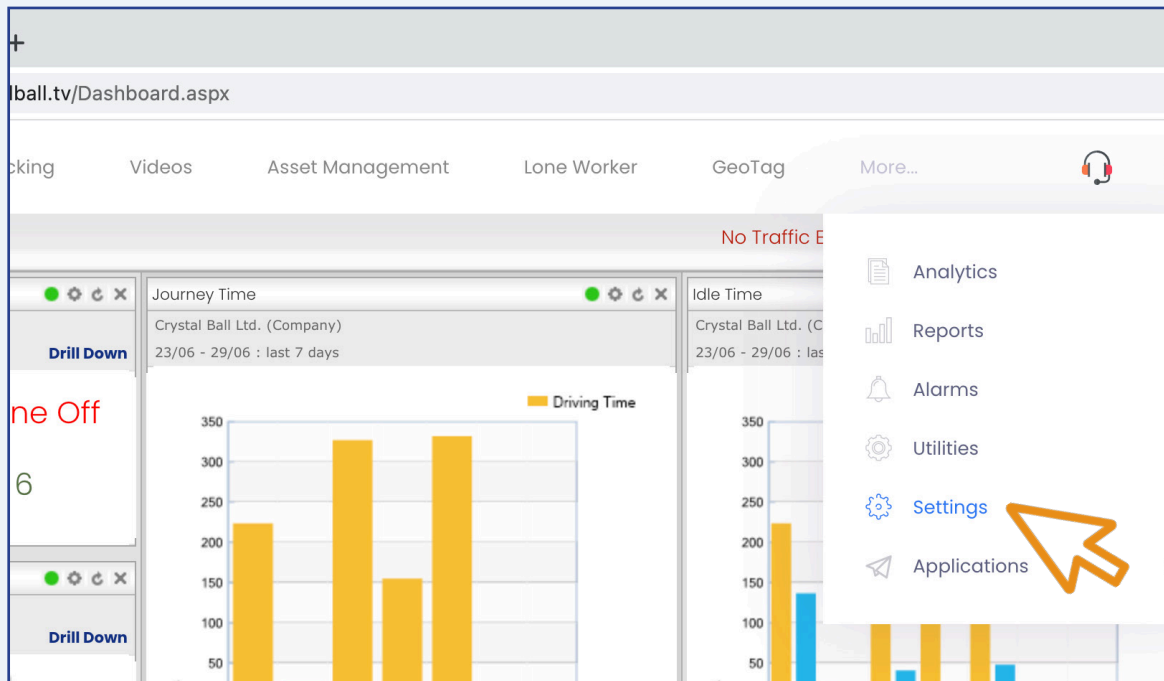 +
lball.tv/Dashboard.aspx
cking Videos Asset Management Lone Worker GeoTag More...
No Traffic E
Analytics
Reports
Alarms
Utilities
Settings
Applications
Drill Down
ne Off
6
Drill Down
Journey Time
Crystal Ball Ltd. (Company)
23/06 - 29/06 : last 7 days
Driving Time
350
300
250
200
150
100
50
Idle Time
Crystal Ball Ltd. (C
23/06 - 29/06 : las
350
300
250
200
150
100
50